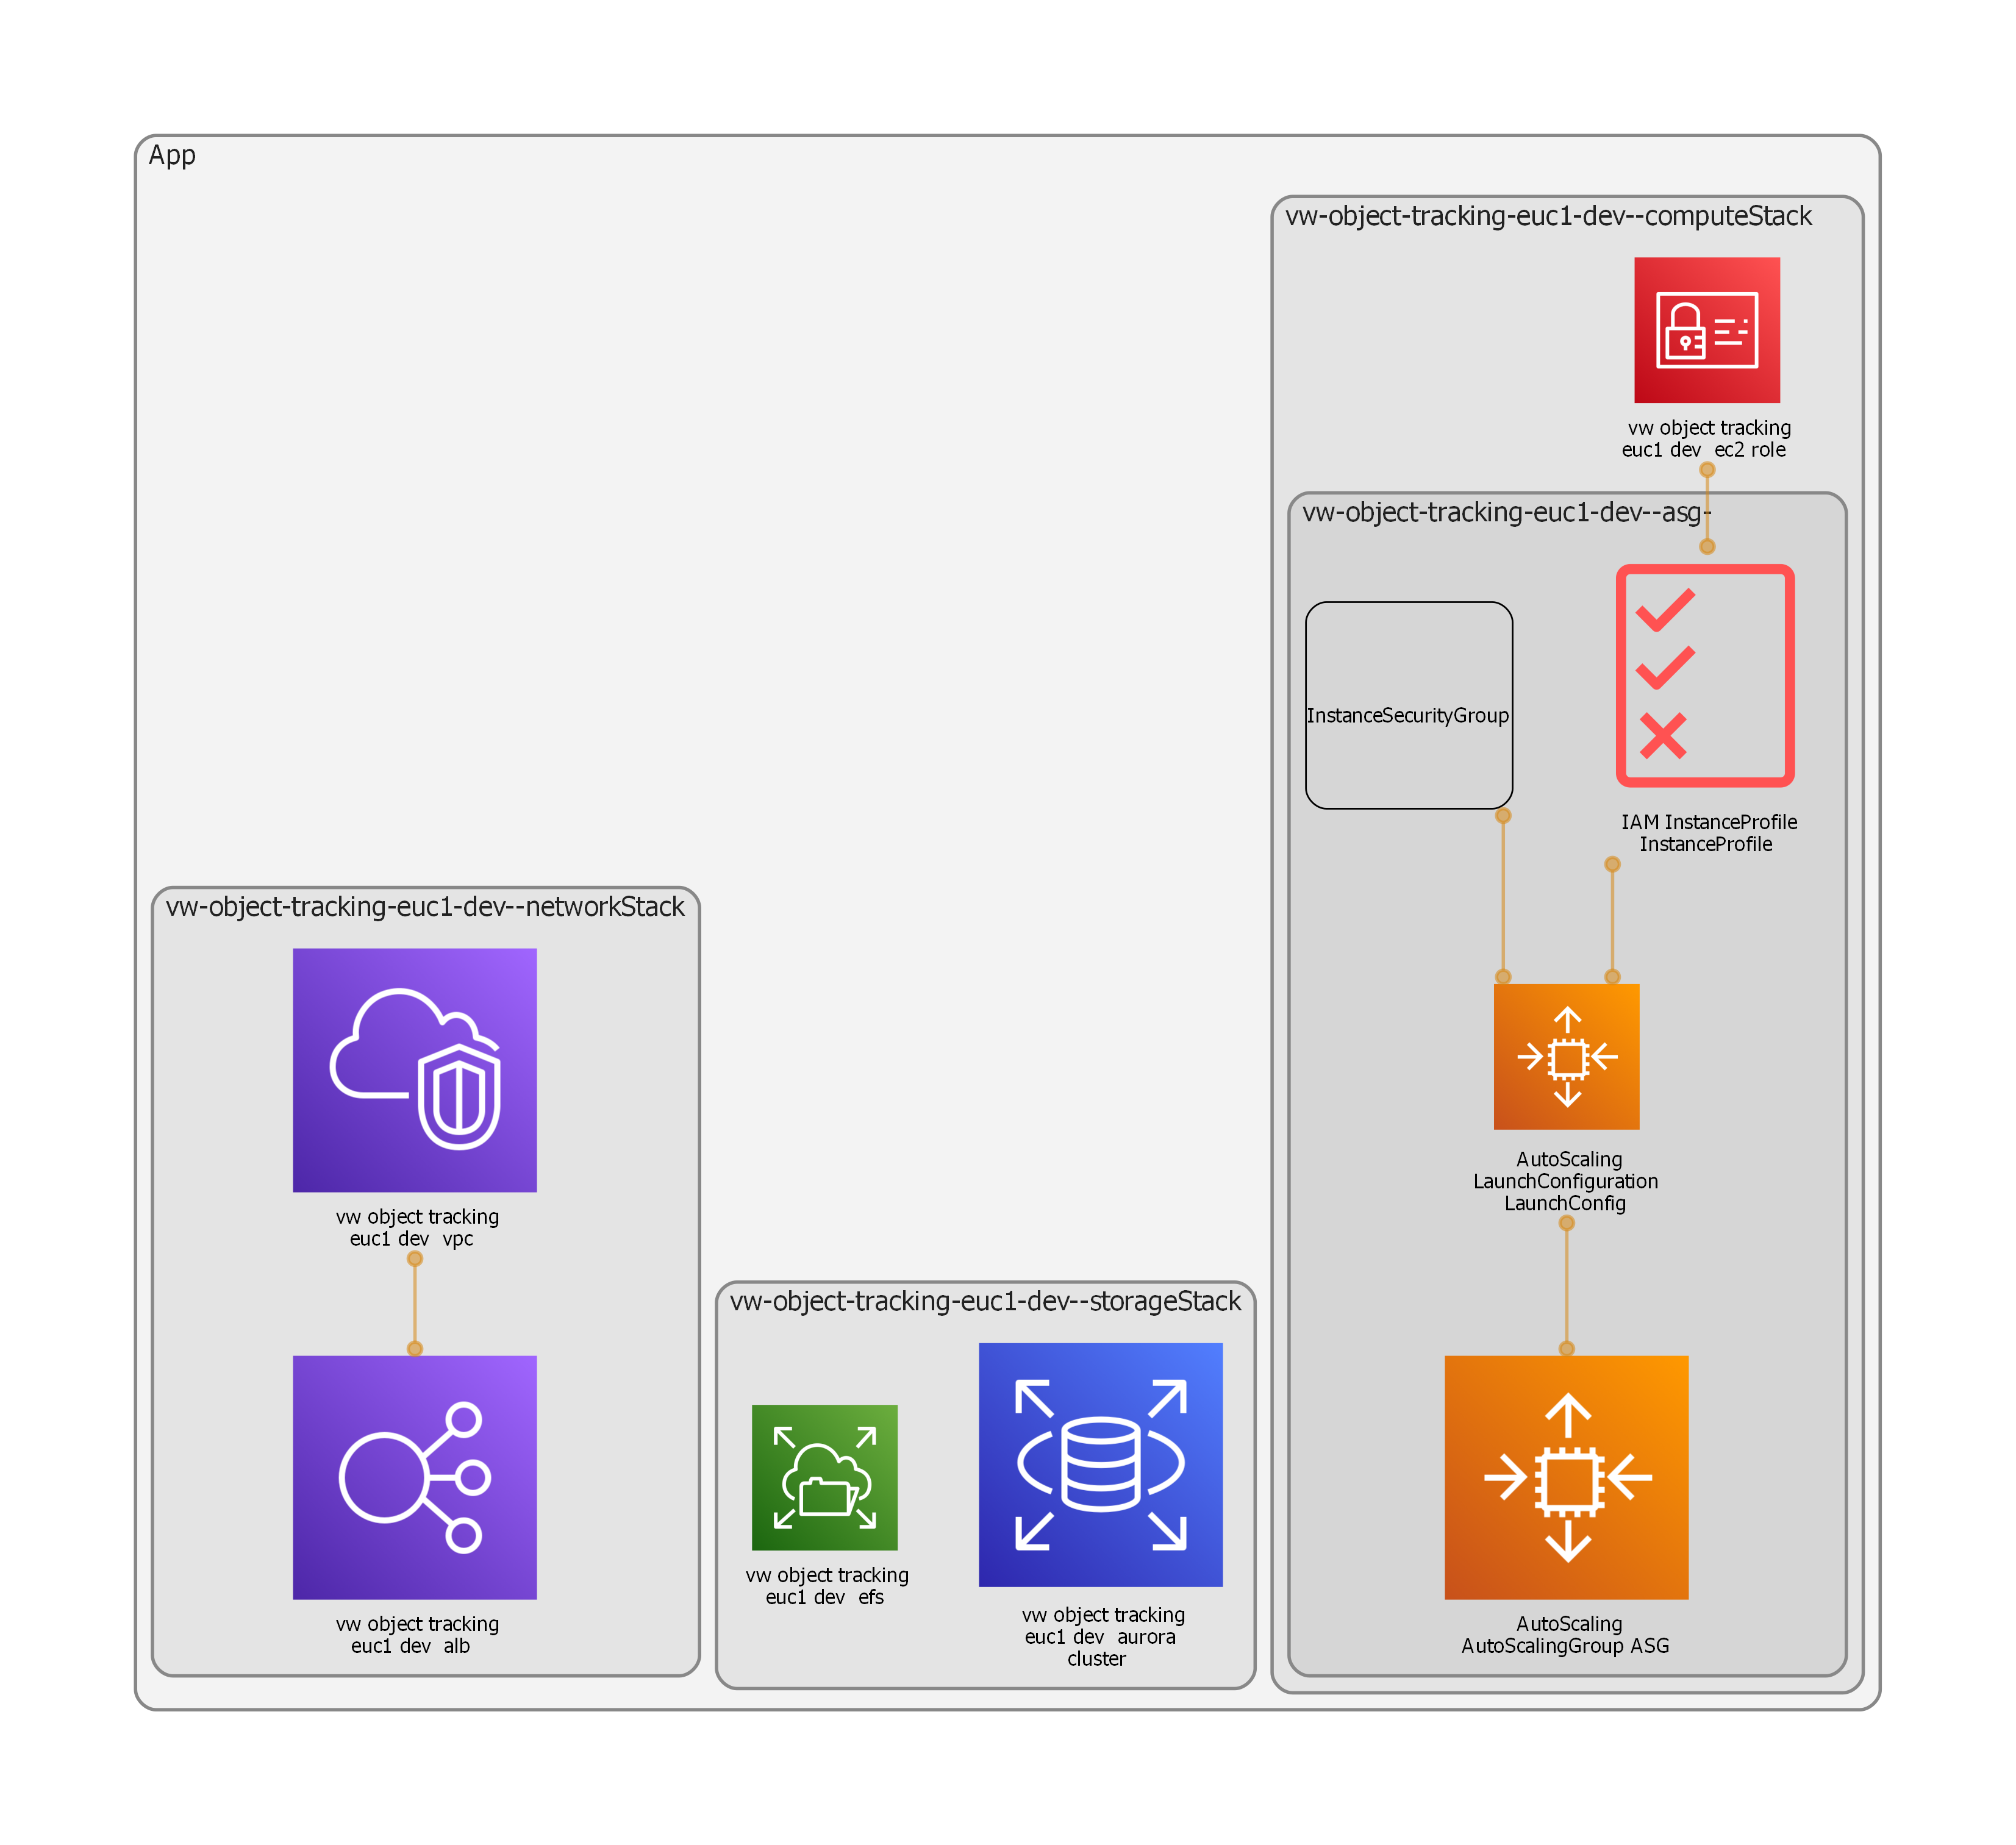 App
vw-object-tracking-euc1-dev--computeStack
vw object tracking
euc1 dev  ec2 role
vw-object-tracking-euc1-dev--asg-
InstanceSecurityGroup
IAM InstanceProfile
InstanceProfile
AutoScaling
LaunchConfiguration
LaunchConfig
AutoScaling
AutoScalingGroup ASG
vw-object-tracking-euc1-dev--networkStack
vw object tracking
euc1 dev  vpc
vw object tracking
euc1 dev  alb
vw-object-tracking-euc1-dev--storageStack
vw object tracking
euc1 dev  efs
vw object tracking
euc1 dev  aurora
cluster